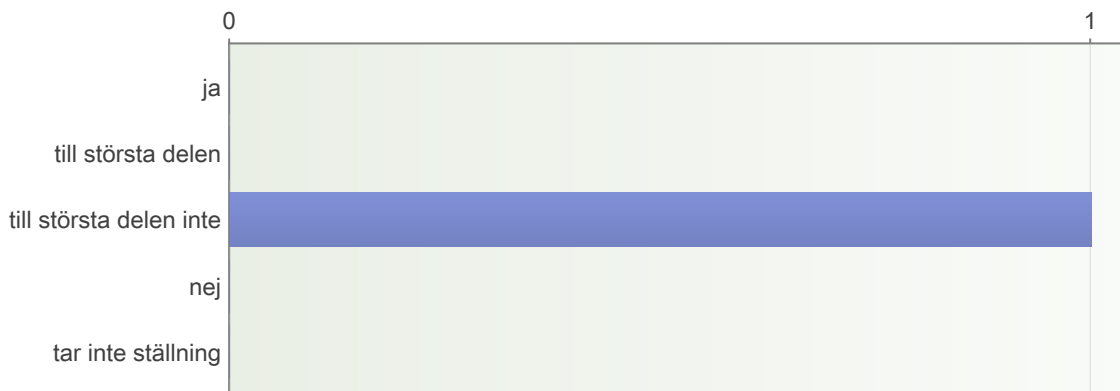 0 1
ja
till största delen
till största delen inte
nej
tar inte ställning